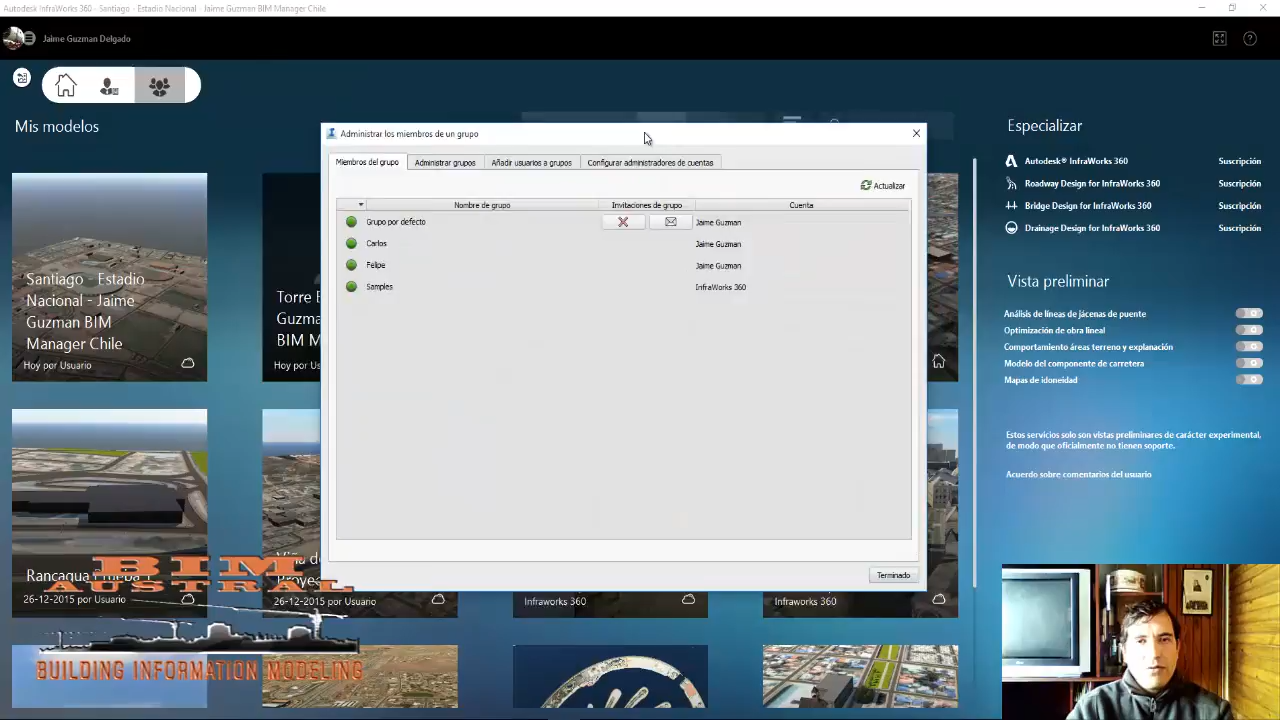 Autodesk InfraWorks 360 - Santiago - Estadio Nacional - Jaime Guzman BIM Manager Chile
Jaime Guzman Delgado
Mis modelos
Santiago - Estadio
Nacional - Jaime
Guzman BIM
Manager Chile
Hoy por Usuario
Torre
Guzma
BIM M
Hoy por Us
Rancagua Prueba 1
26-12-2015 por Usuario
Viña de
Proye
26-12-2015 por Usuario
Infraworks 360
Infraworks 360
Administrar los miembros de un grupo
Miembros del grupo
Administrar grupos
Añadir usuarios a grupos
Configurar administradores de cuentas
Actualizar
Nombre de grupo
Invitaciones de grupo
Cuenta
Grupo por defecto
Jaime Guzman
Carlos
Jaime Guzman
Felipe
Jaime Guzman
Samples
InfraWorks 360
Terminado
Especializar
Autodesk® InfraWorks 360
Suscripción
Roadway Design for InfraWorks 360
Suscripción
Bridge Design for InfraWorks 360
Suscripción
Drainage Design for InfraWorks 360
Suscripción
Vista preliminar
Análisis de líneas de jácenas de puente
Optimización de obra lineal
Comportamiento áreas terreno y explanación
Modelo del componente de carretera
Mapas de idoneidad
Estos servicios solo son vistas preliminares de carácter experimental,
de modo que oficialmente no tienen soporte.
Acuerdo sobre comentarios del usuario
BIM
AUSTRAL
BUILDING INFORMATION MODELING